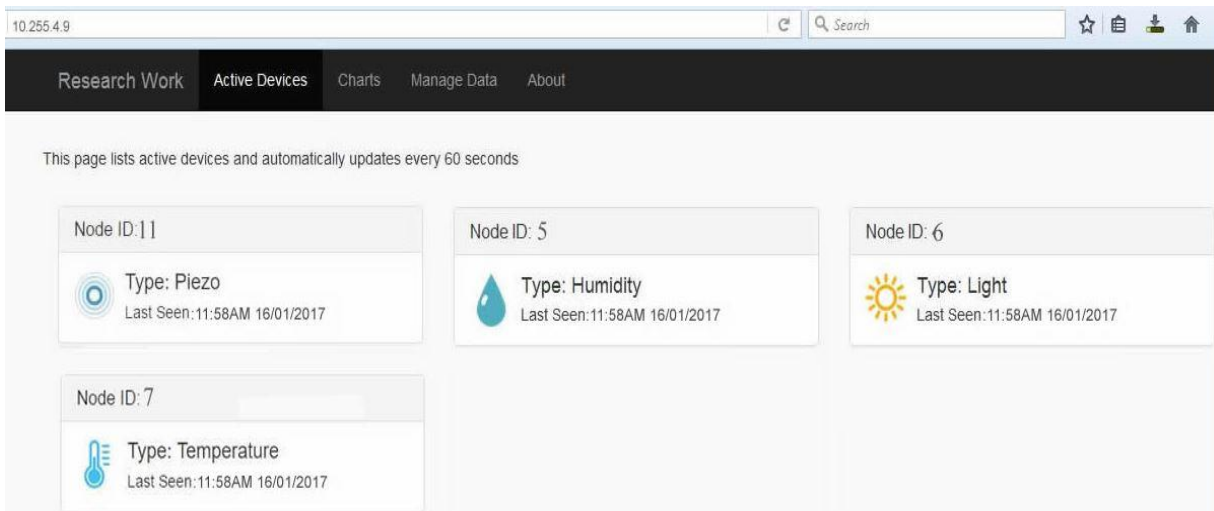 10.255.4.9
Search
Research Work Active Devices Charts Manage Data About
This page lists active devices and automatically updates every 60 seconds
Node ID:11
Type: Piezo
Last Seen:11:58AM 16/01/2017
Node ID: 5
Type: Humidity
Last Seen:11:58AM 16/01/2017
Node ID: 6
Type: Light
Last Seen:11:58AM 16/01/2017
Node ID: 7
Type: Temperature
Last Seen:11:58AM 16/01/2017